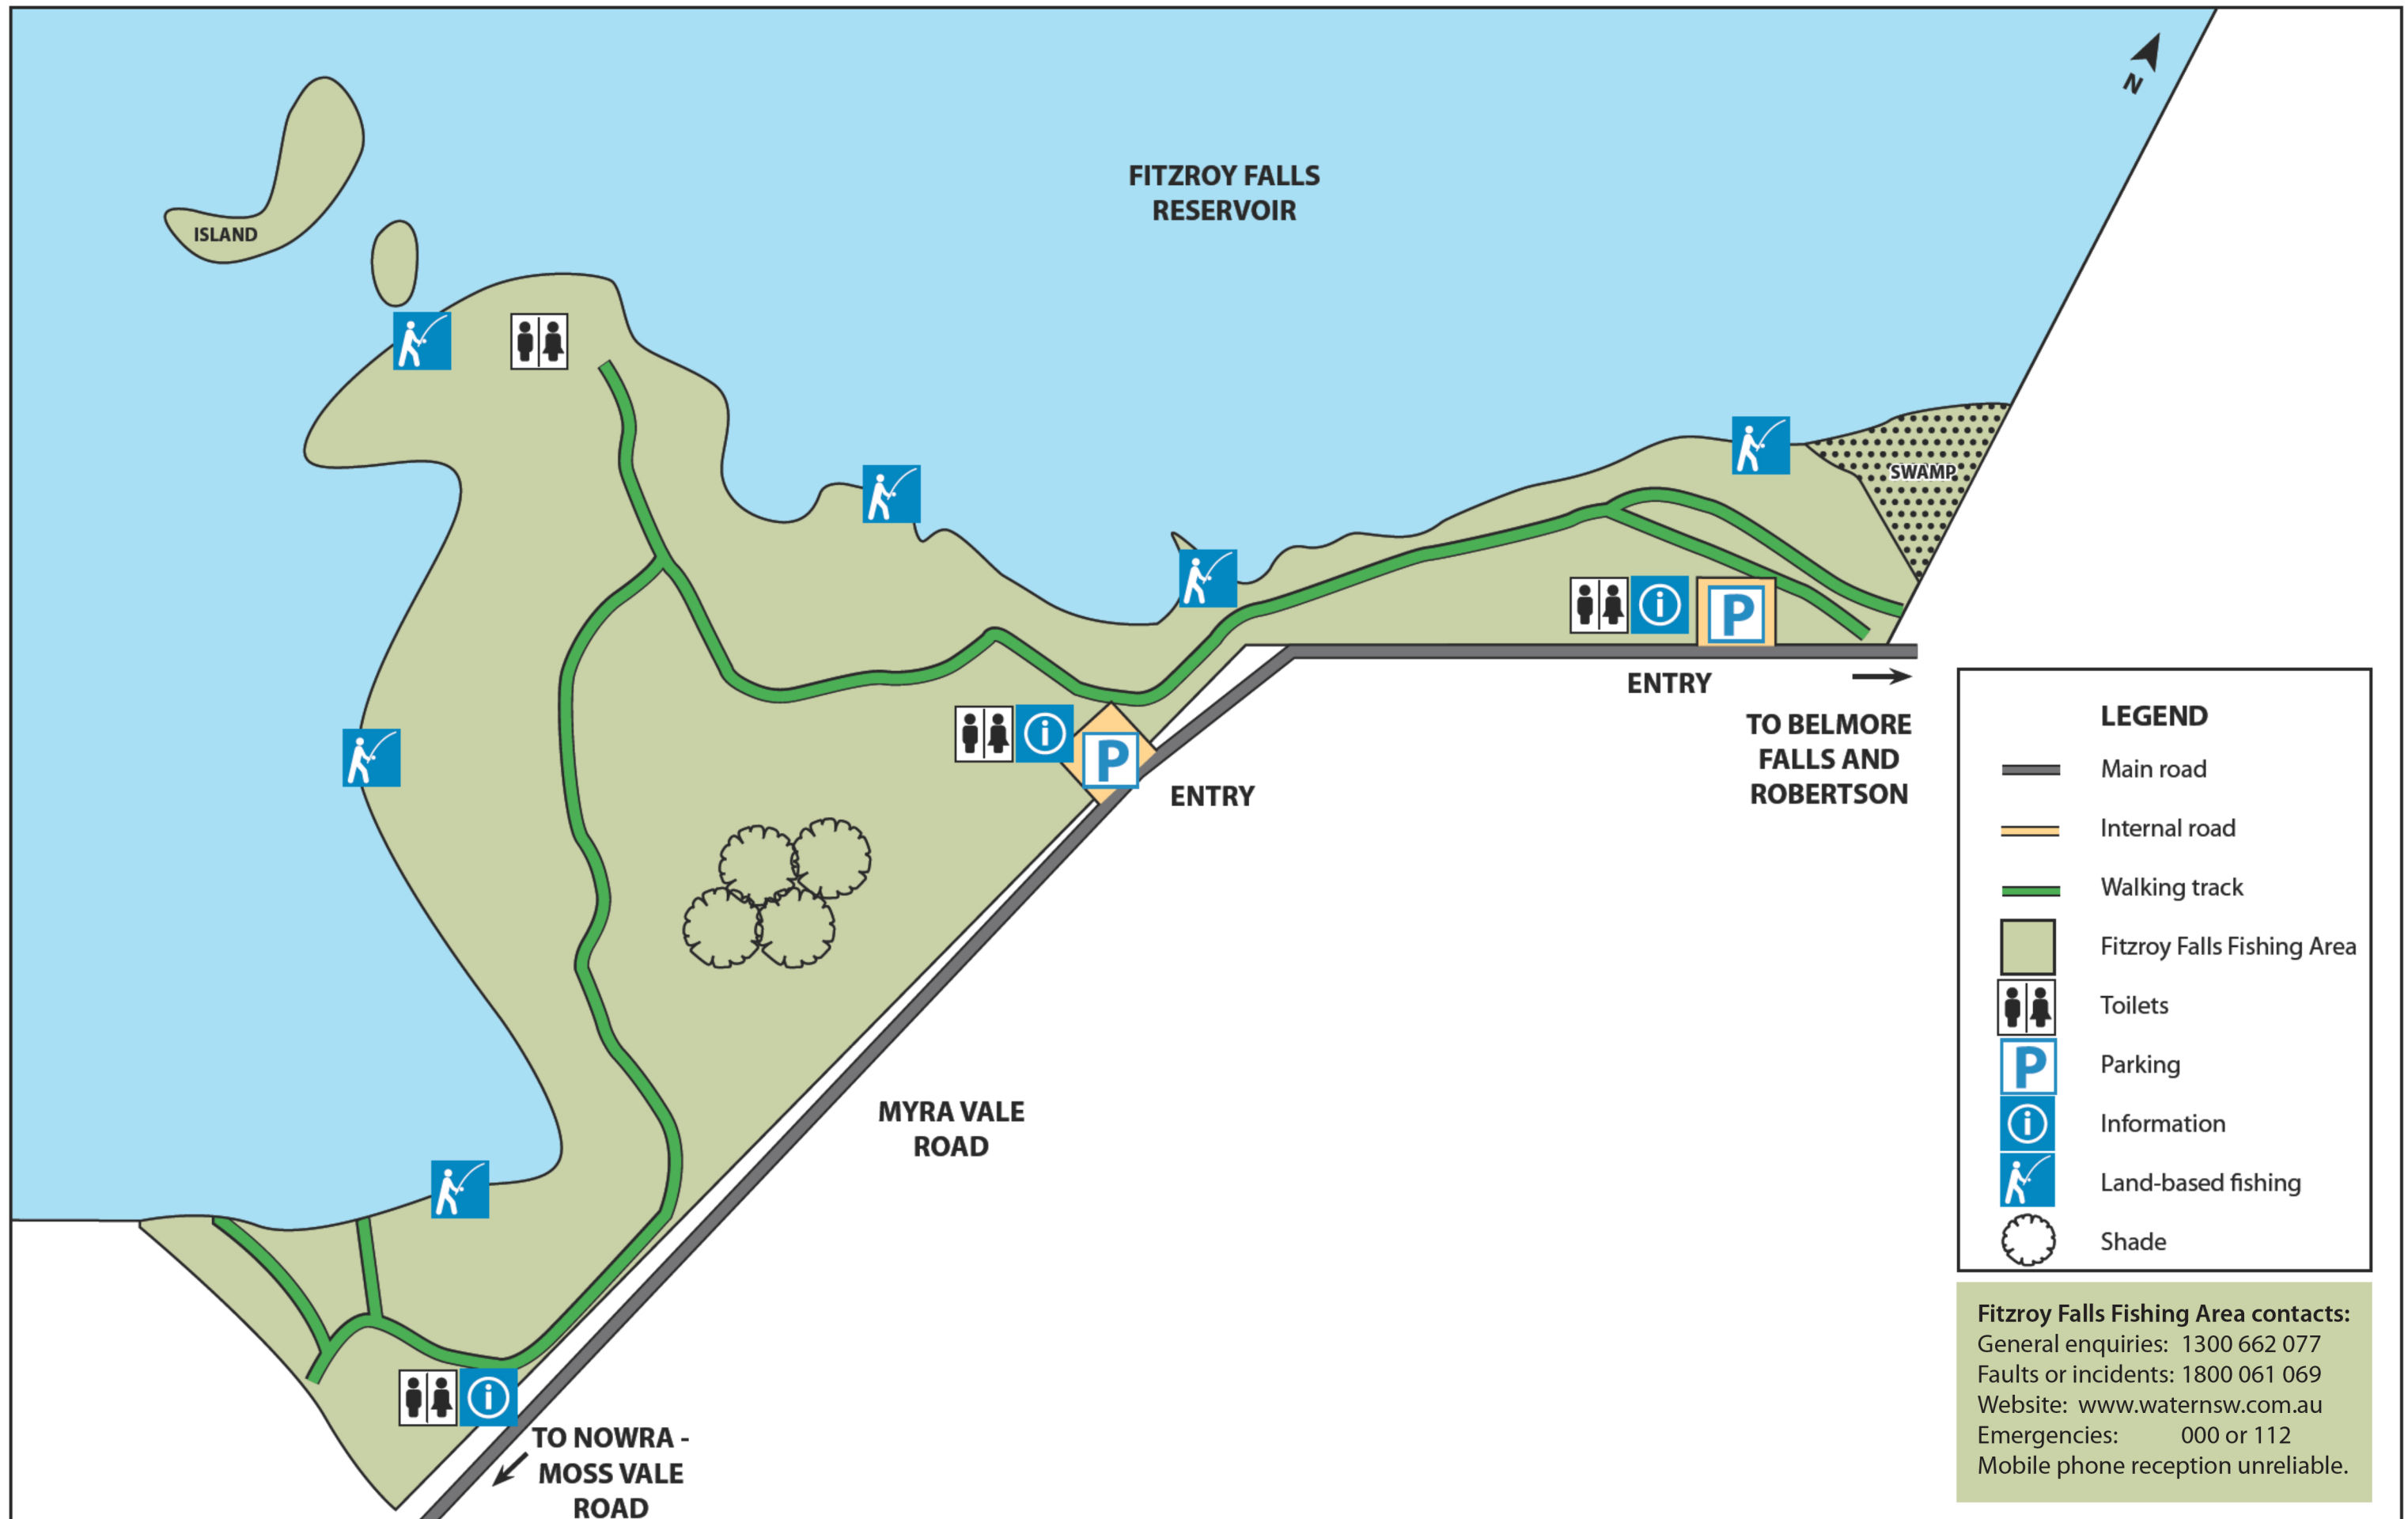 N
FITZROY FALLS
RESERVOIR
ISLAND
SWAMP
P
ENTRY
TO BELMORE
FALLS AND
ROBERTSON
P
ENTRY
MYRA VALE
ROAD
TO NOWRA -
MOSS VALE
ROAD
LEGEND
Main road
Internal road
Walking track
Fitzroy Falls Fishing Area
Toilets
P Parking
i Information
Land-based fishing
Shade
Fitzroy Falls Fishing Area contacts:
General enquiries: 1300 662 077
Faults or incidents: 1800 061 069
Website: www.waternsw.com.au
Emergencies: 000 or 112
Mobile phone reception unreliable.